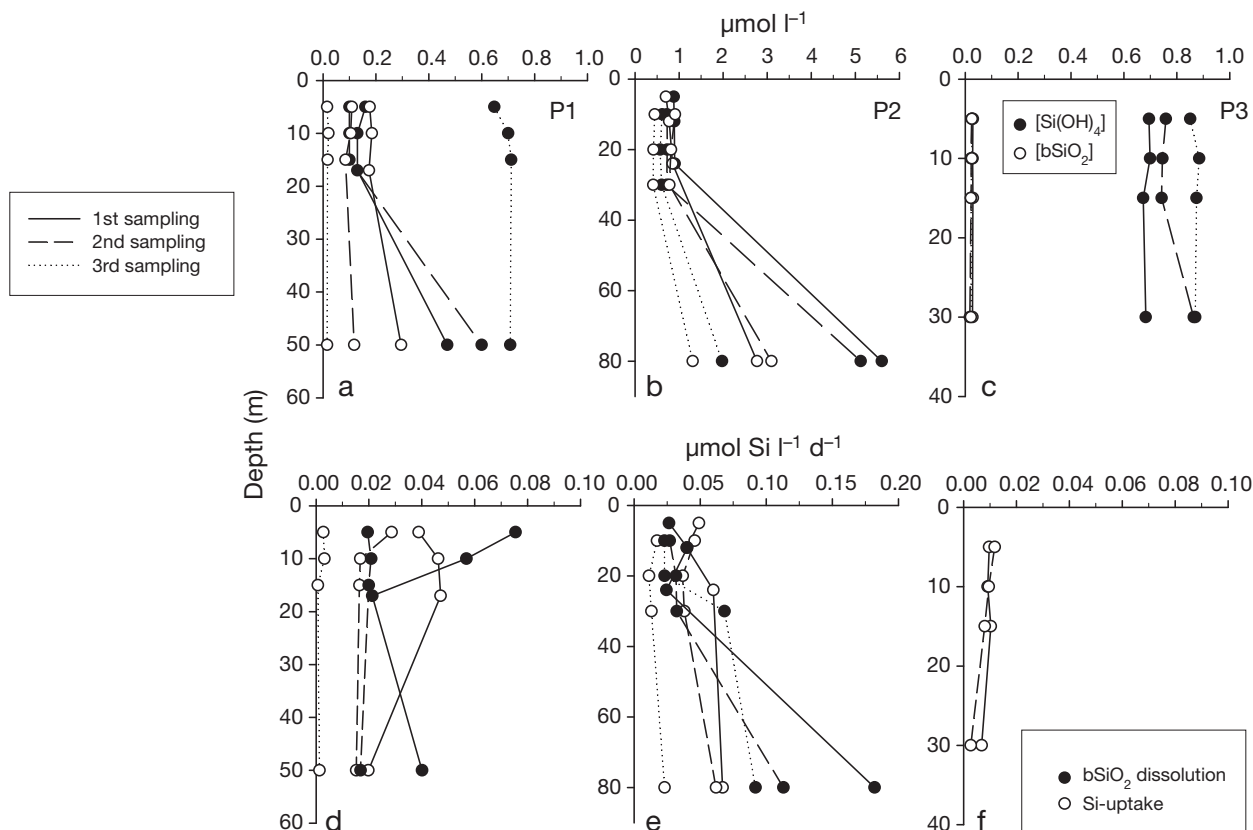 µmol l⁻¹
0.0 0.2 0.4 0.6 0.8 1.0
0 1 2 3 4 5 6
0.0 0.2 0.4 0.6 0.8 1.0
0
10
20
30
40
50
60
P1
a
0
20
40
60
80
P2
b
0
10
20
30
40
P3
[Si(OH)₄]
[bSiO₂]
c
1st sampling
2nd sampling
3rd sampling
Depth (m)
µmol Si l⁻¹ d⁻¹
0.00 0.02 0.04 0.06 0.08 0.10
0.00 0.05 0.10 0.15 0.20
0.00 0.02 0.04 0.06 0.08 0.10
0
10
20
30
40
50
60
d
0
20
40
60
80
e
0
10
20
30
40
f
bSiO₂ dissolution
Si-uptake